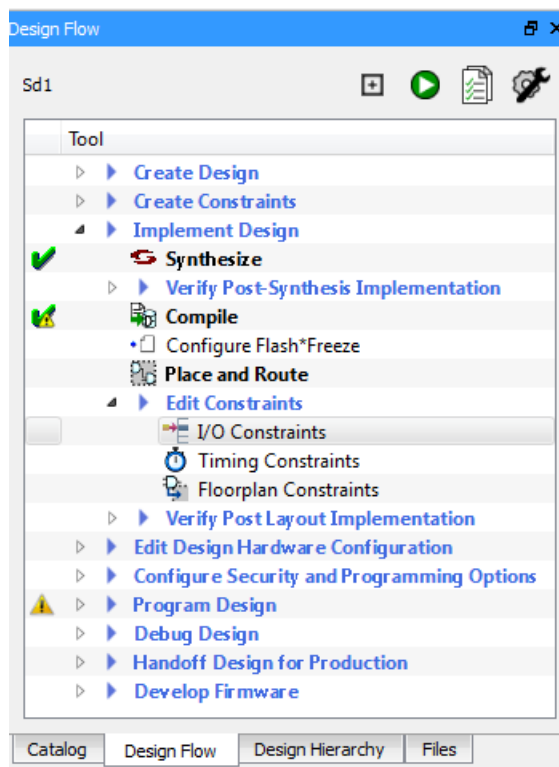 Design Flow
Sd1
Tool
Create Design
Create Constraints
Implement Design
Synthesize
Verify Post-Synthesis Implementation
Compile
Configure Flash*Freeze
Place and Route
Edit Constraints
I/O Constraints
Timing Constraints
Floorplan Constraints
Verify Post Layout Implementation
Edit Design Hardware Configuration
Configure Security and Programming Options
Program Design
Debug Design
Handoff Design for Production
Develop Firmware
Catalog Design Flow Design Hierarchy Files